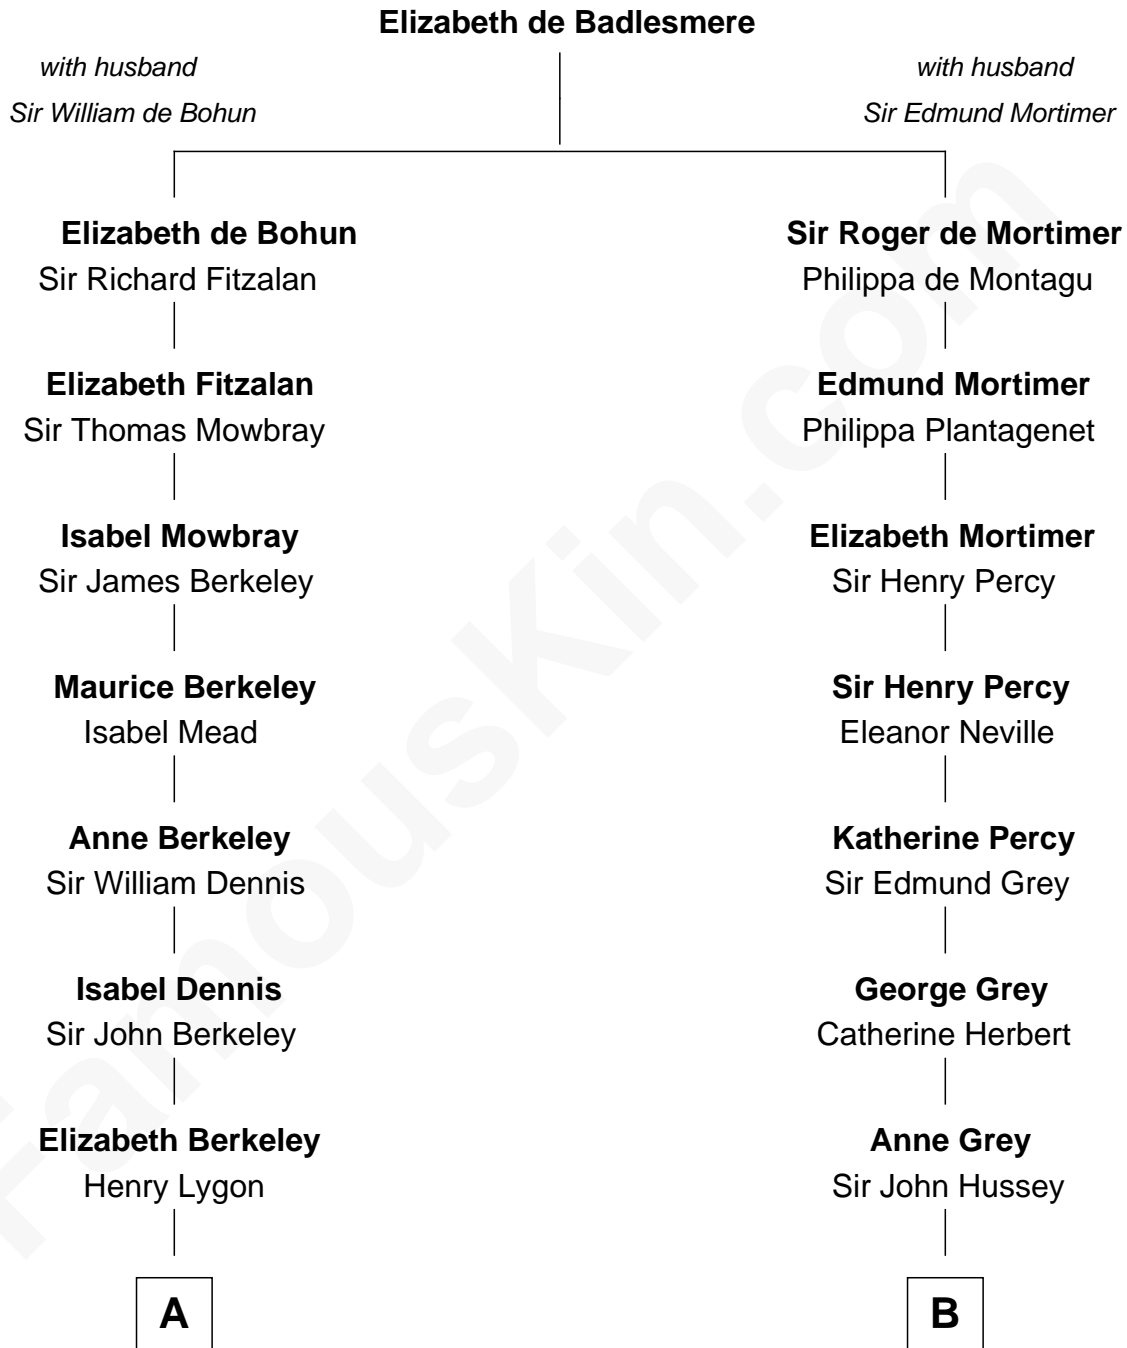 Elizabeth de Badlesmere
with husband
Sir William de Bohun
with husband
Sir Edmund Mortimer
Elizabeth de Bohun
Sir Richard Fitzalan
Sir Roger de Mortimer
Philippa de Montagu
Elizabeth Fitzalan
Sir Thomas Mowbray
Edmund Mortimer
Philippa Plantagenet
Isabel Mowbray
Sir James Berkeley
Elizabeth Mortimer
Sir Henry Percy
Maurice Berkeley
Isabel Mead
Sir Henry Percy
Eleanor Neville
Anne Berkeley
Sir William Dennis
Katherine Percy
Sir Edmund Grey
Isabel Dennis
Sir John Berkeley
George Grey
Catherine Herbert
Elizabeth Berkeley
Henry Lygon
Anne Grey
Sir John Hussey
A
B
FamousKin.com